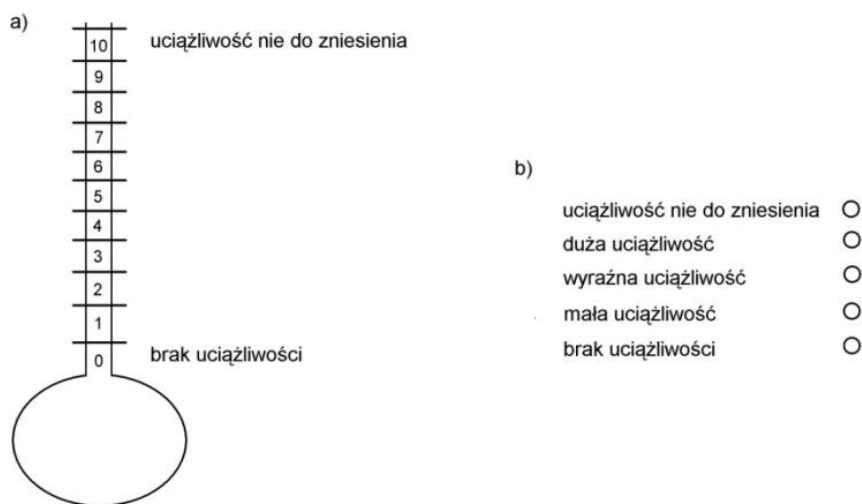 a)
10 uciążliwość nie do zniesienia
9
8
7
6
5
4
3
2
1
0 brak uciążliwości
b)
uciążliwość nie do zniesienia
duża uciążliwość
wyraźna uciążliwość
mała uciążliwość
brak uciążliwości